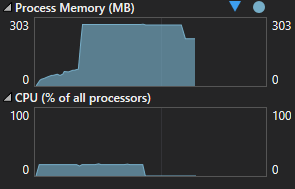 Process Memory (MB)
303 303
0 0
CPU (% of all processors)
100 100
0 0